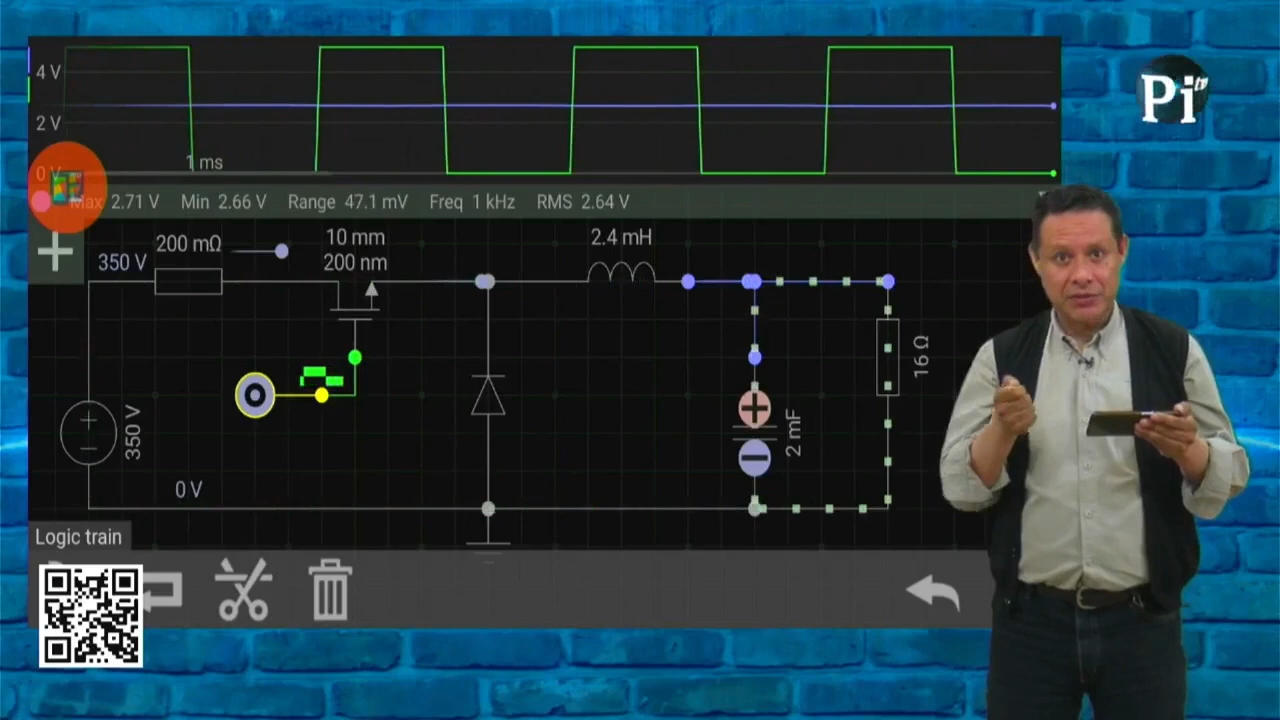 4 V
2 V
0 V
1 ms
Max 2.71 V Min 2.66 V Range 47.1 mV Freq 1 kHz RMS 2.64 V
Pi tv
350 V
200 mΩ
10 mm
200 nm
2.4 mH
16 Ω
350 V
2 mF
0 V
Logic train